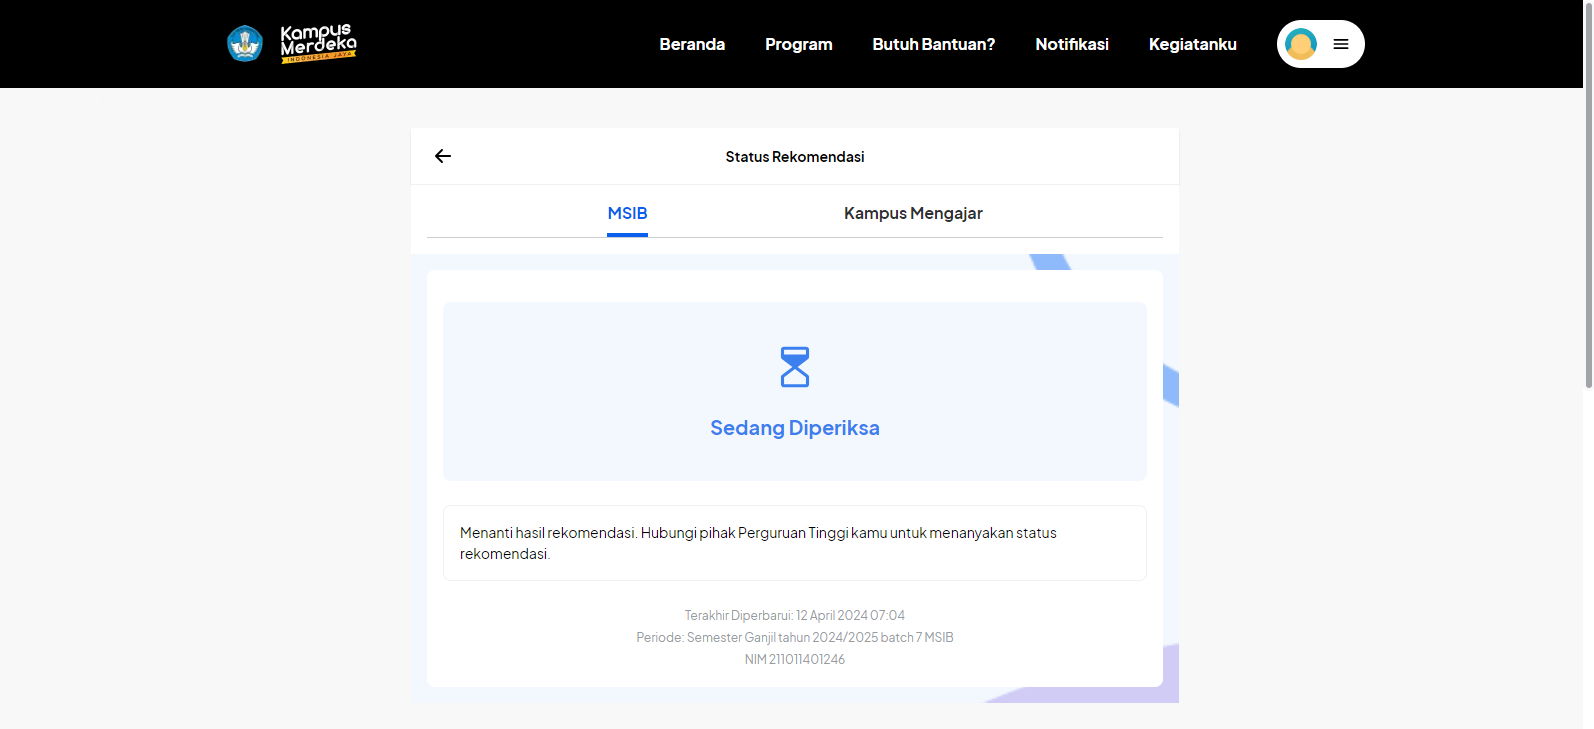 Kampus
Merdeka
INDONESIA JAYA
Beranda Program Butuh Bantuan? Notifikasi Kegiatanku
Status Rekomendasi
MSIB Kampus Mengajar
Sedang Diperiksa
Menanti hasil rekomendasi. Hubungi pihak Perguruan Tinggi kamu untuk menanyakan status
rekomendasi.
Terakhir Diperbarui: 12 April 2024 07:04
Periode: Semester Ganjil tahun 2024/2025 batch 7 MSIB
NIM 211011401246